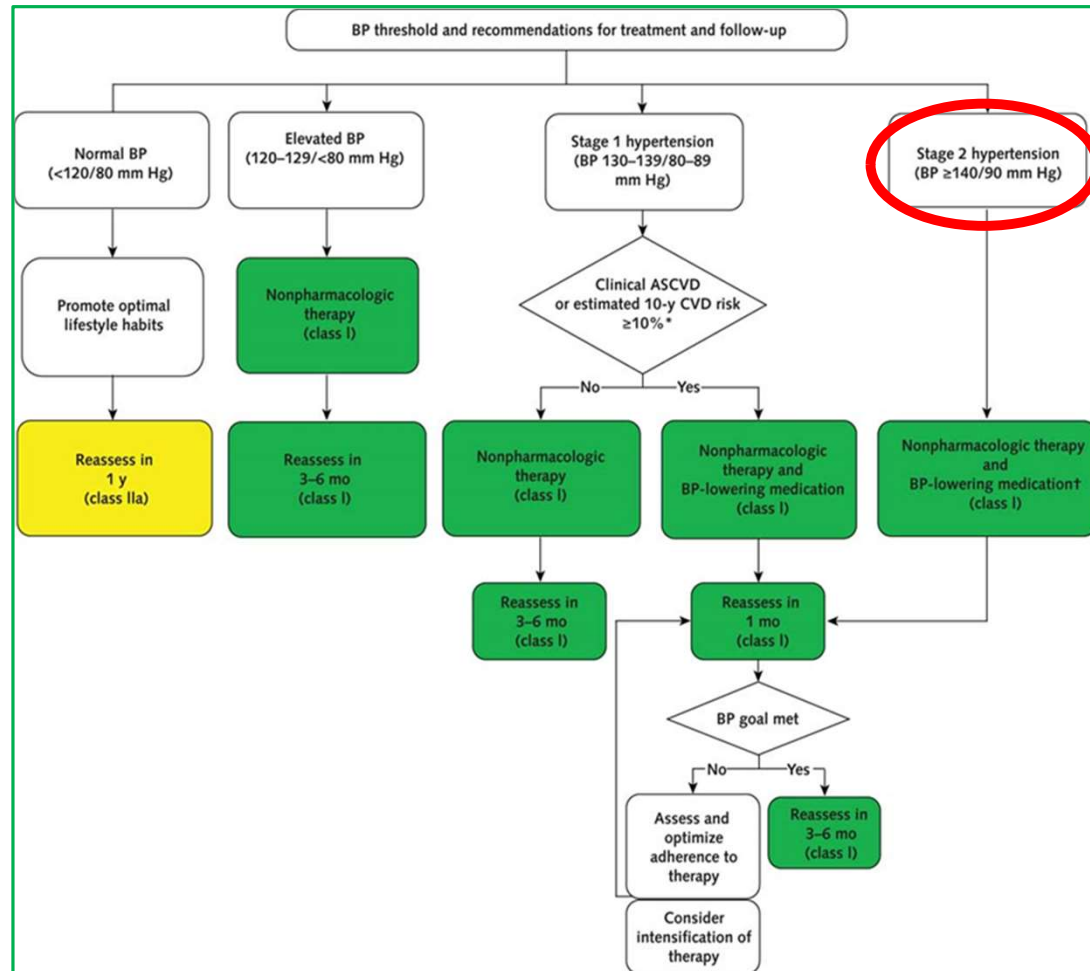 BP threshold and recommendations for treatment and follow-up
Normal BP
(<120/80 mm Hg)
Elevated BP
(120–129/<80 mm Hg)
Stage 1 hypertension
(BP 130–139/80–89
mm Hg)
Stage 2 hypertension
(BP ≥140/90 mm Hg)
Promote optimal
lifestyle habits
Nonpharmacologic
therapy
(class I)
Clinical ASCVD
or estimated 10-y CVD risk
≥10%*
No
Yes
Reassess in
1 y
(class IIa)
Reassess in
3–6 mo
(class I)
Nonpharmacologic
therapy
(class I)
Nonpharmacologic
therapy and
BP-lowering medication
(class I)
Nonpharmacologic therapy
and
BP-lowering medication†
(class I)
Reassess in
3–6 mo
(class I)
Reassess in
1 mo
(class I)
BP goal met
No
Yes
Assess and
optimize
adherence to
therapy
Reassess in
3–6 mo
(class I)
Consider
intensification of
therapy